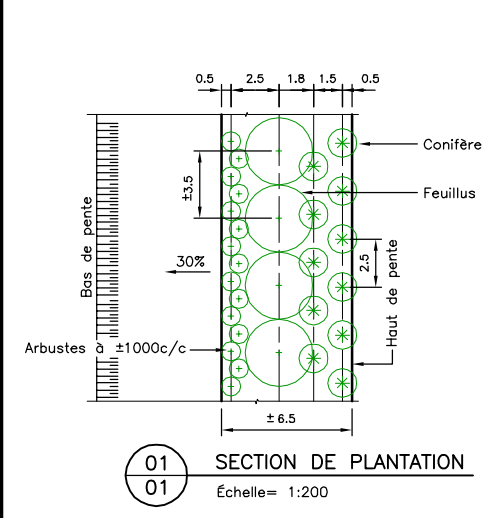 0.5 2.5 1.8 1.5 0.5
Conifère
Feuillus
±3.5
Bas de pente
30%
2.5
Haut de pente
Arbustes à ±1000c/c
±6.5
01
01
SECTION DE PLANTATION
Échelle= 1:200